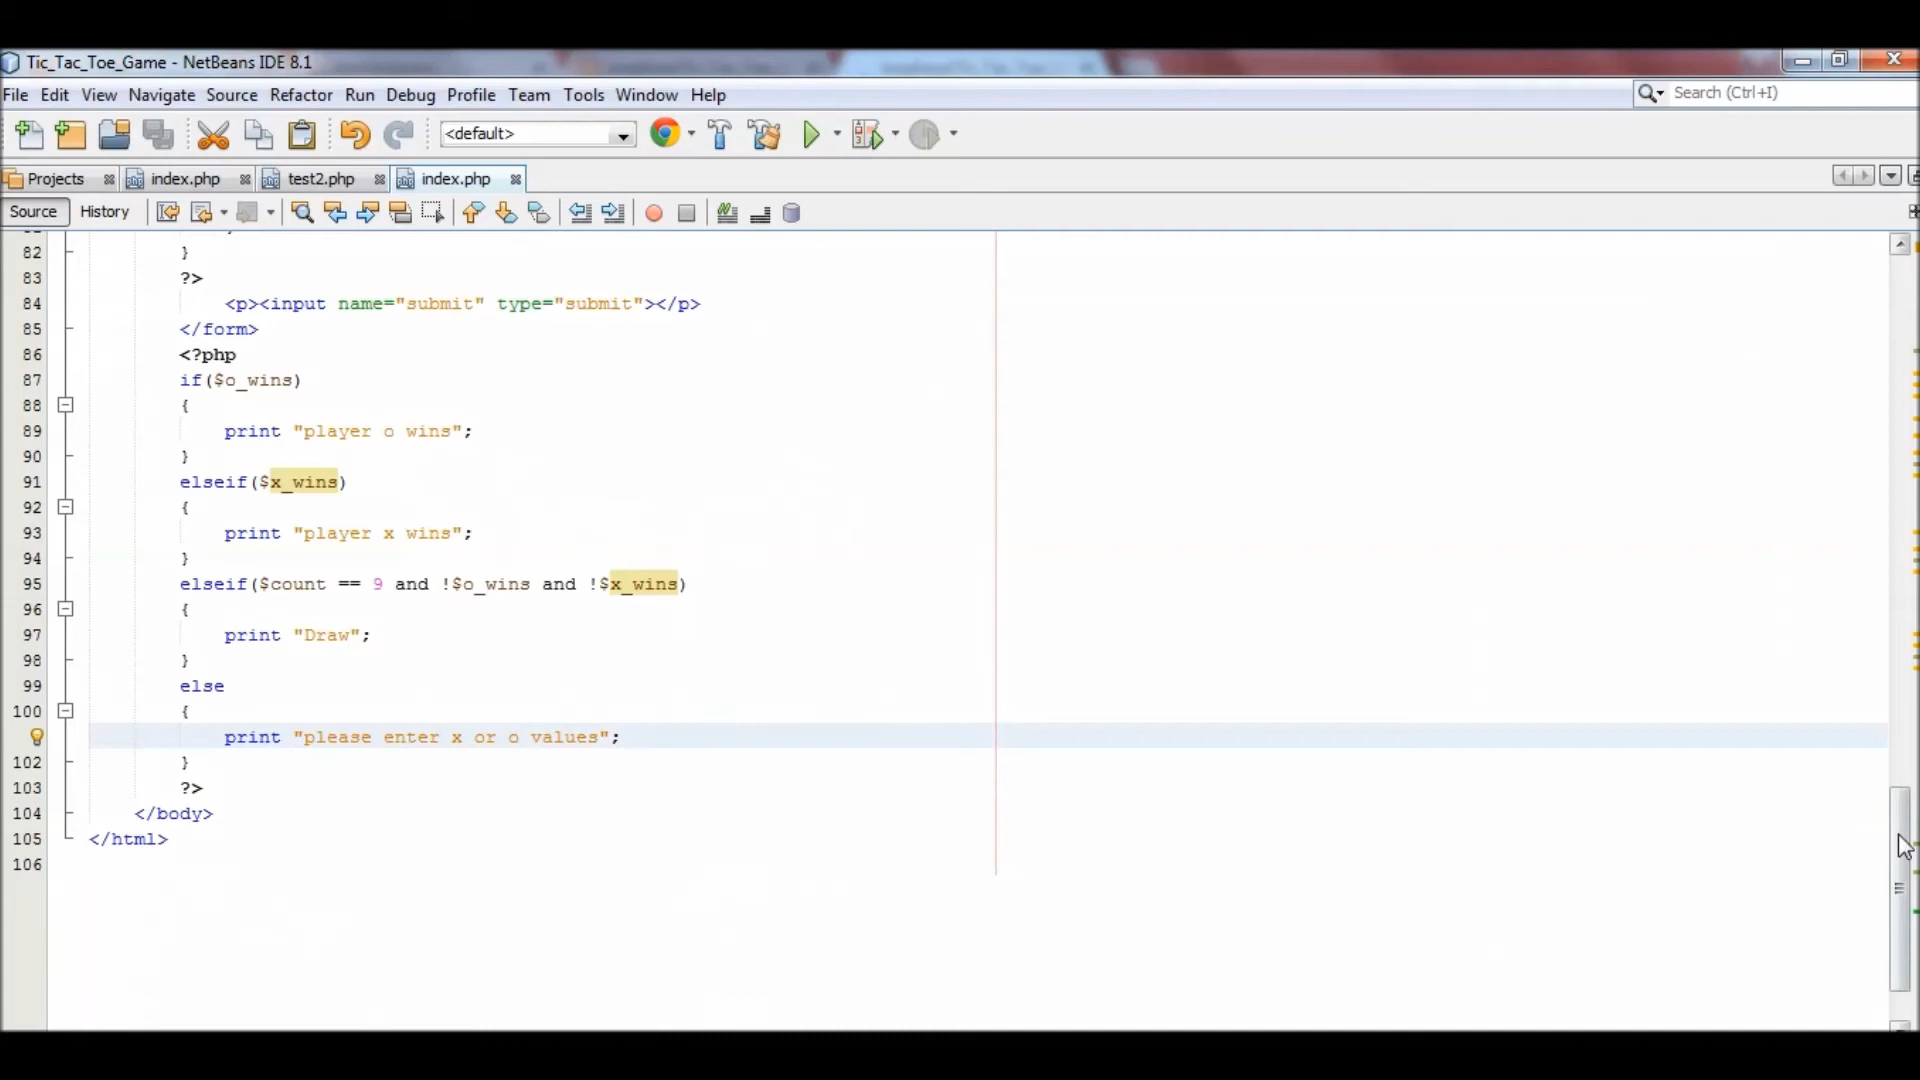 Tic_Tac_Toe_Game - NetBeans IDE 8.1
File Edit View Navigate Source Refactor Run Debug Profile Team Tools Window Help
Search (Ctrl+I)
<default>
Projects index.php test2.php index.php
Source History
82 }
83 ?>
84 <p><input name="submit" type="submit"></p>
85 </form>
86 <?php
87 if($o_wins)
88 {
89 print "player o wins";
90 }
91 elseif($x_wins)
92 {
93 print "player x wins";
94 }
95 elseif($count == 9 and !$o_wins and !$x_wins)
96 {
97 print "Draw";
98 }
99 else
100 {
print "please enter x or o values";
102 }
103 ?>
104 </body>
105 </html>
106